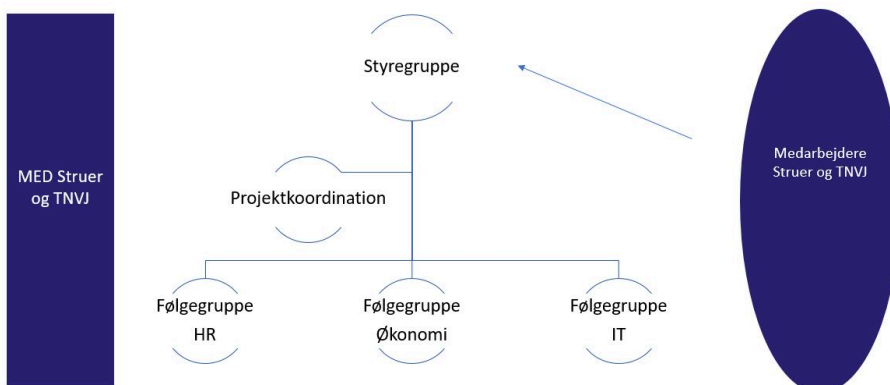 Styregruppe
MED Struer
og TNVJ
Medarbejdere
Struer og TNVJ
Projektkoordination
Følgegruppe
HR
Følgegruppe
Økonomi
Følgegruppe
IT